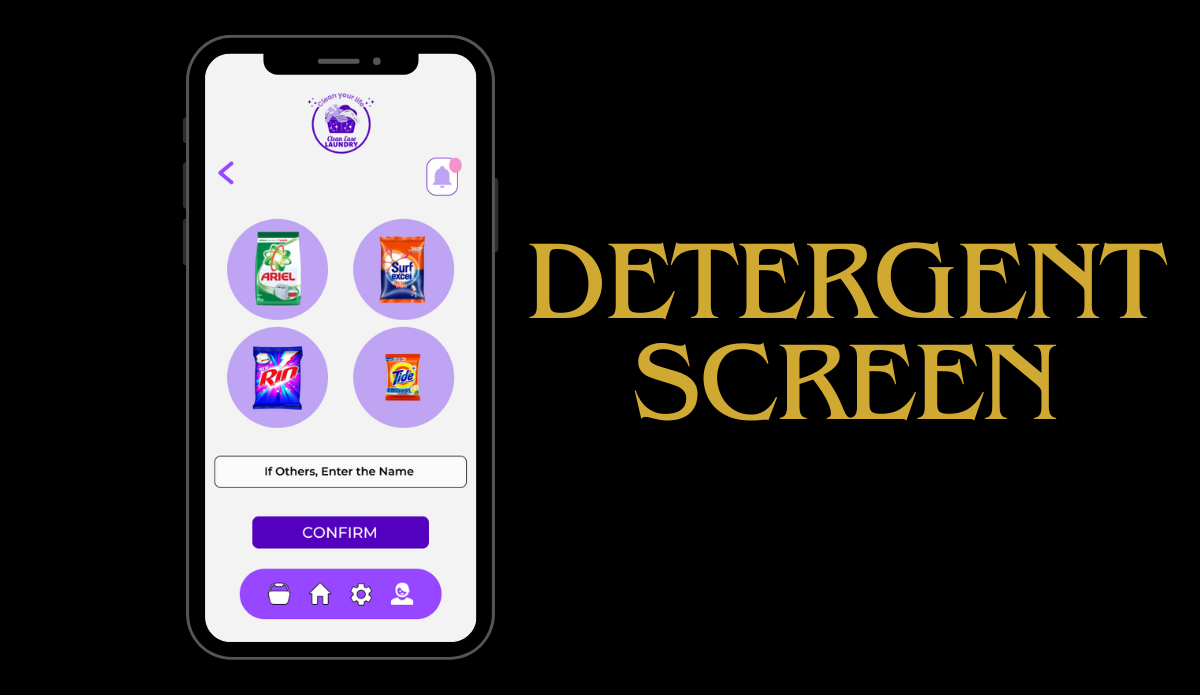 Clean your life
Clean Ease
LAUNDRY
ARIEL
Surf
excel
Rin
Tide
If Others, Enter the Name
CONFIRM
DETERGENT
SCREEN